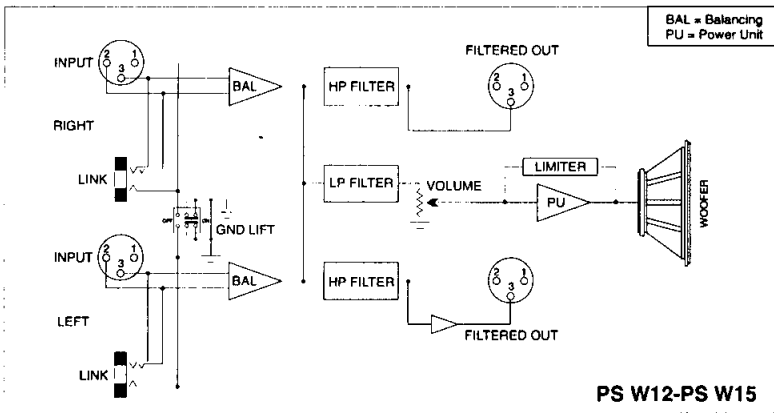 BAL = Balancing
PU = Power Unit
INPUT
2
1
3
BAL
HP FILTER
FILTERED OUT
2
1
3
RIGHT
LINK
OFF
ON
GND LIFT
LP FILTER
VOLUME
LIMITER
PU
WOOFER
INPUT
2
1
3
BAL
HP FILTER
2
1
3
FILTERED OUT
LEFT
LINK
PS W12-PS W15